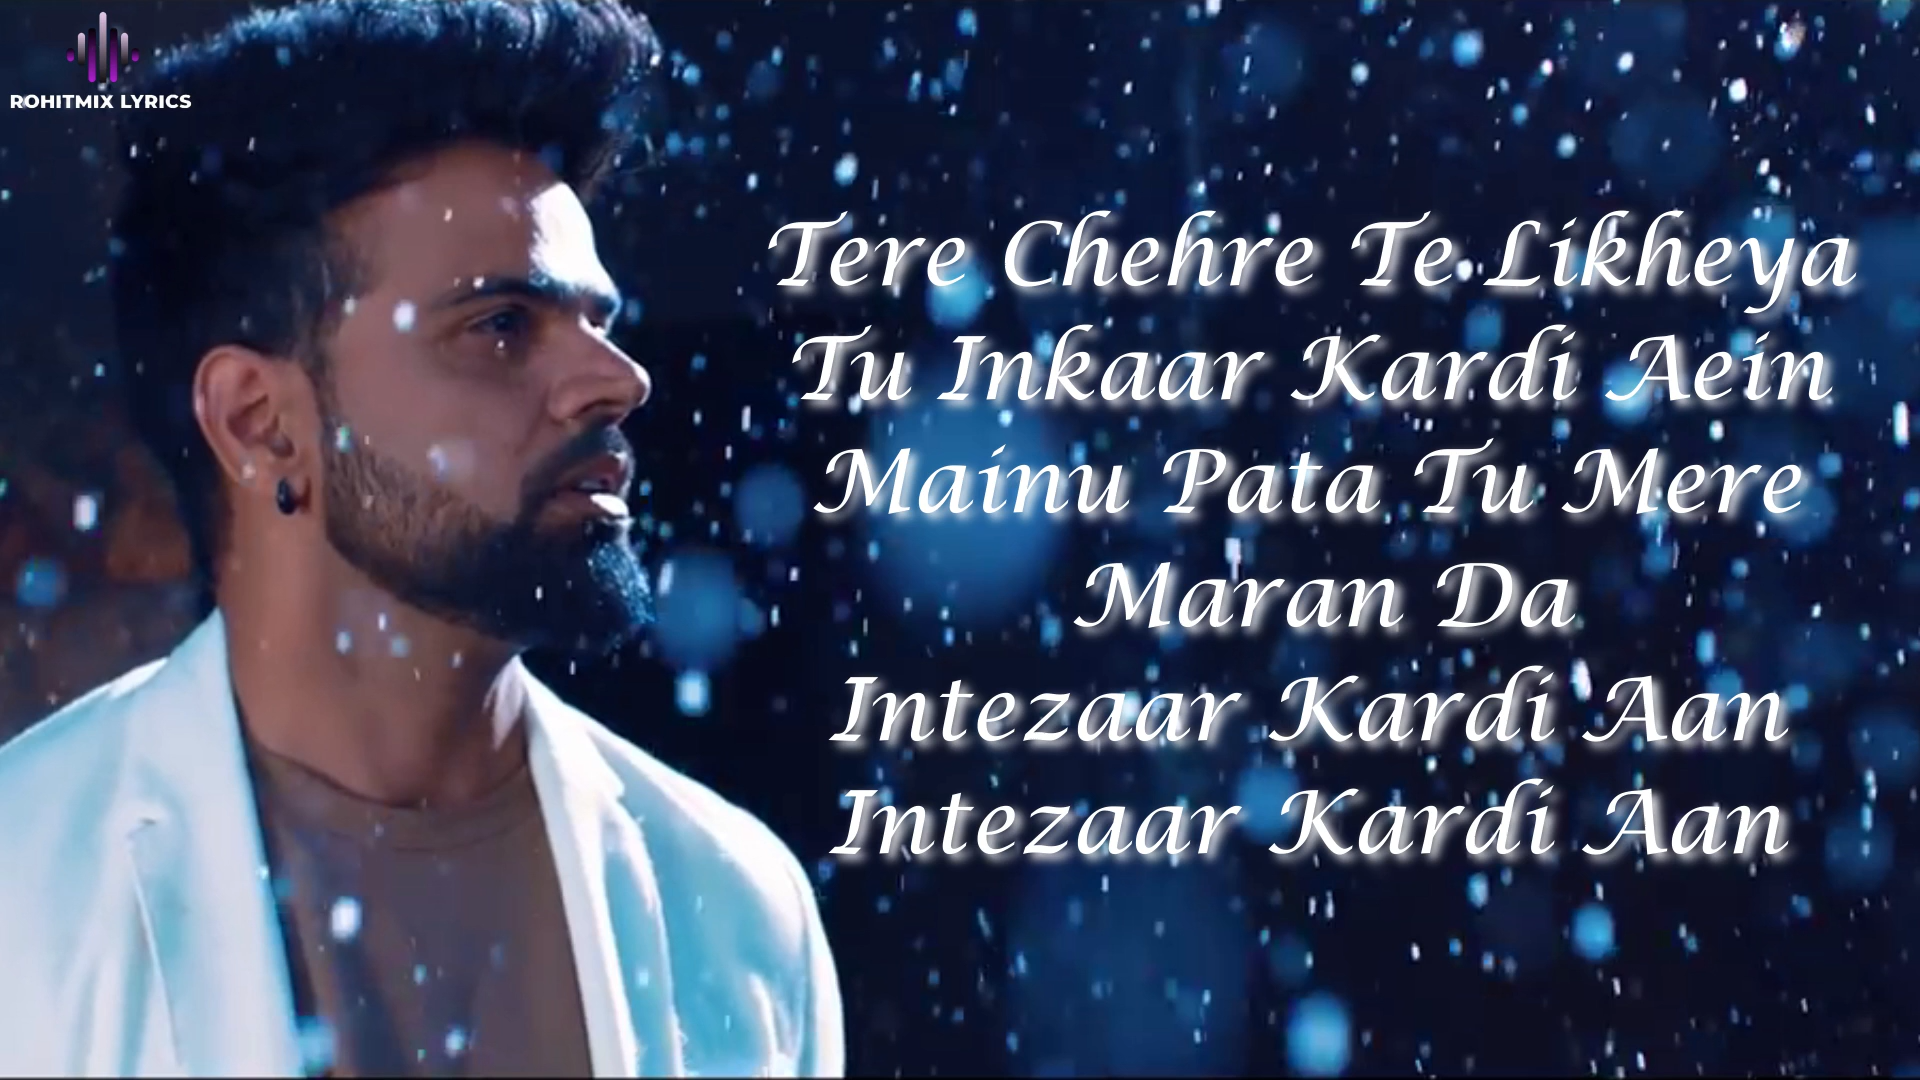 ROHITMIX LYRICS
Tere Chehre Te Likheya
Tu Inkaar Kardi Aein
Mainu Pata Tu Mere
Maran Da
Intezaar Kardi Aan
Intezaar Kardi Aan